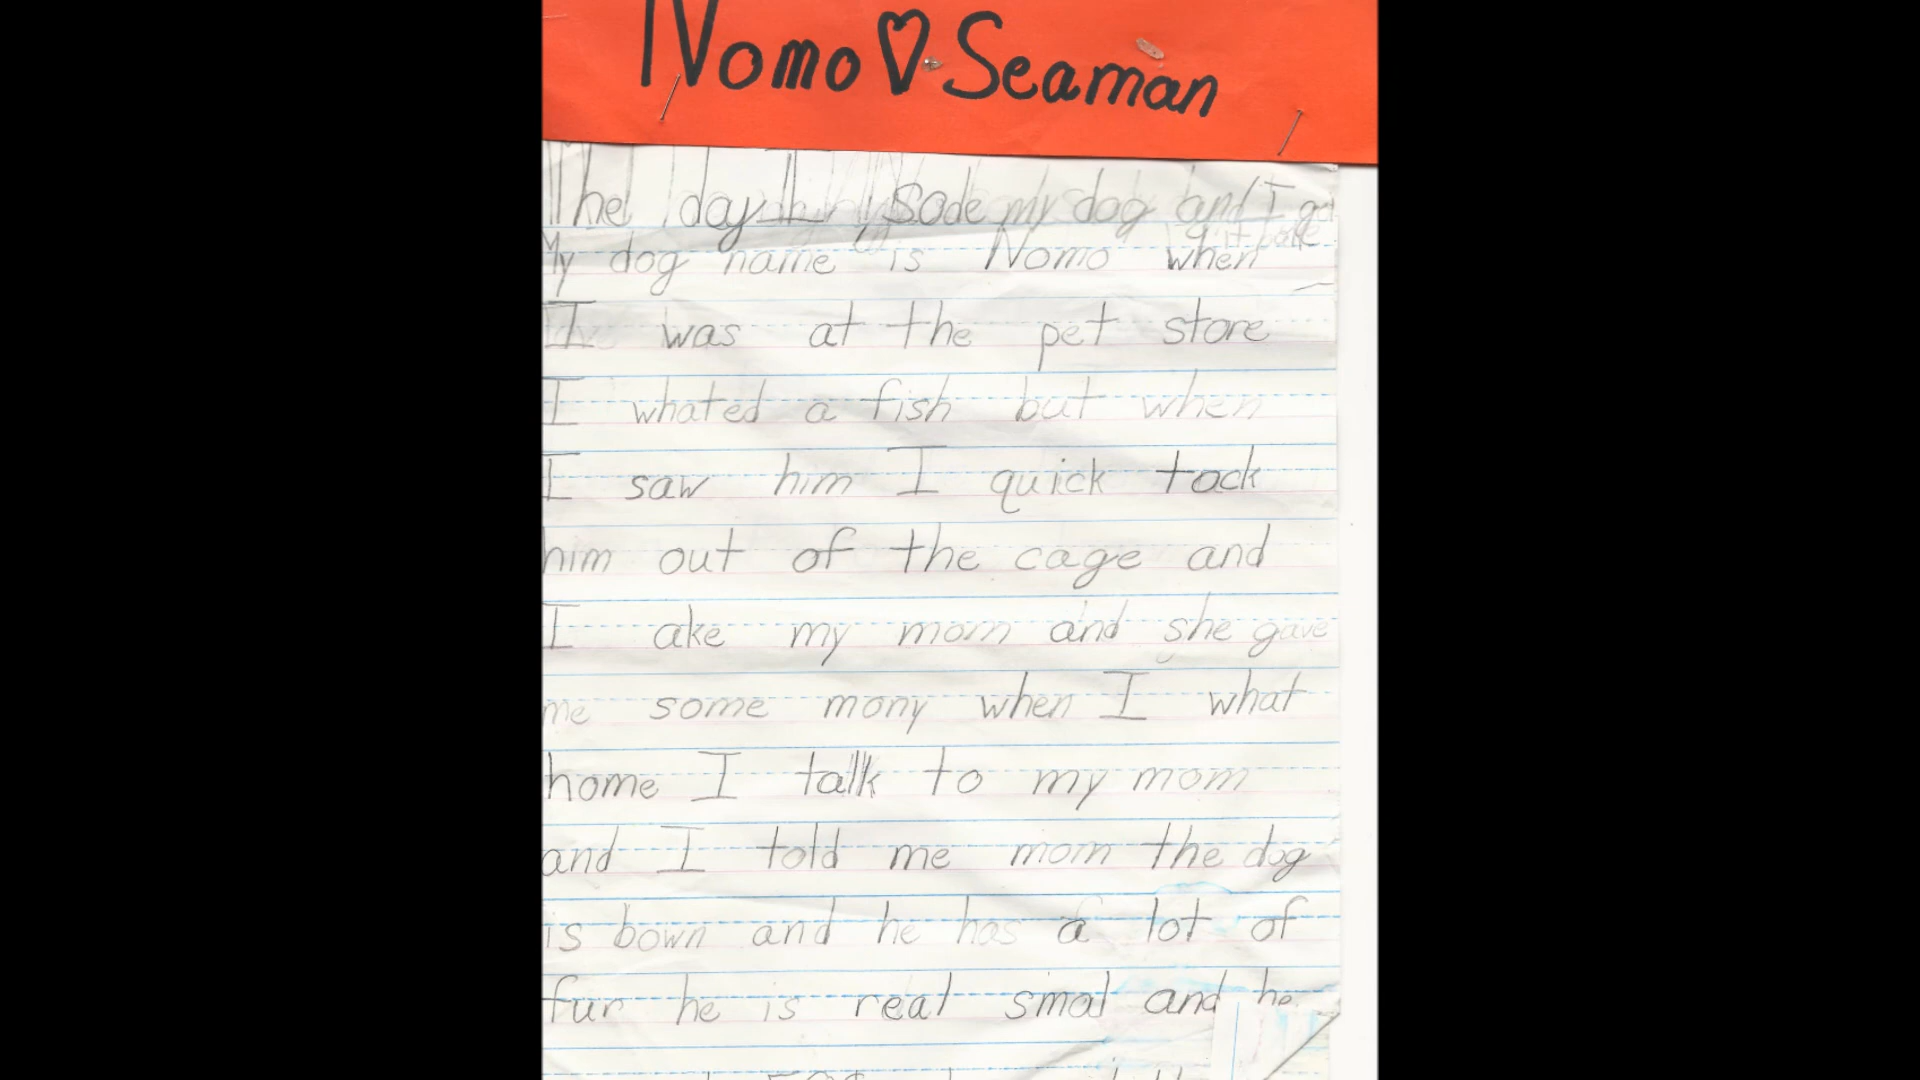 Nomo ♡ Seaman
The day I sode my dog and I
My dog name is Nomo when
I was at the pet store
I whated a fish but when
I saw him I quick tock
him out of the cage and
I ake my mom and she gave
me some mony when I what
home I talk to my mom
and I told me mom the dog
is bown and he has a lot of
fur he is real smal and he